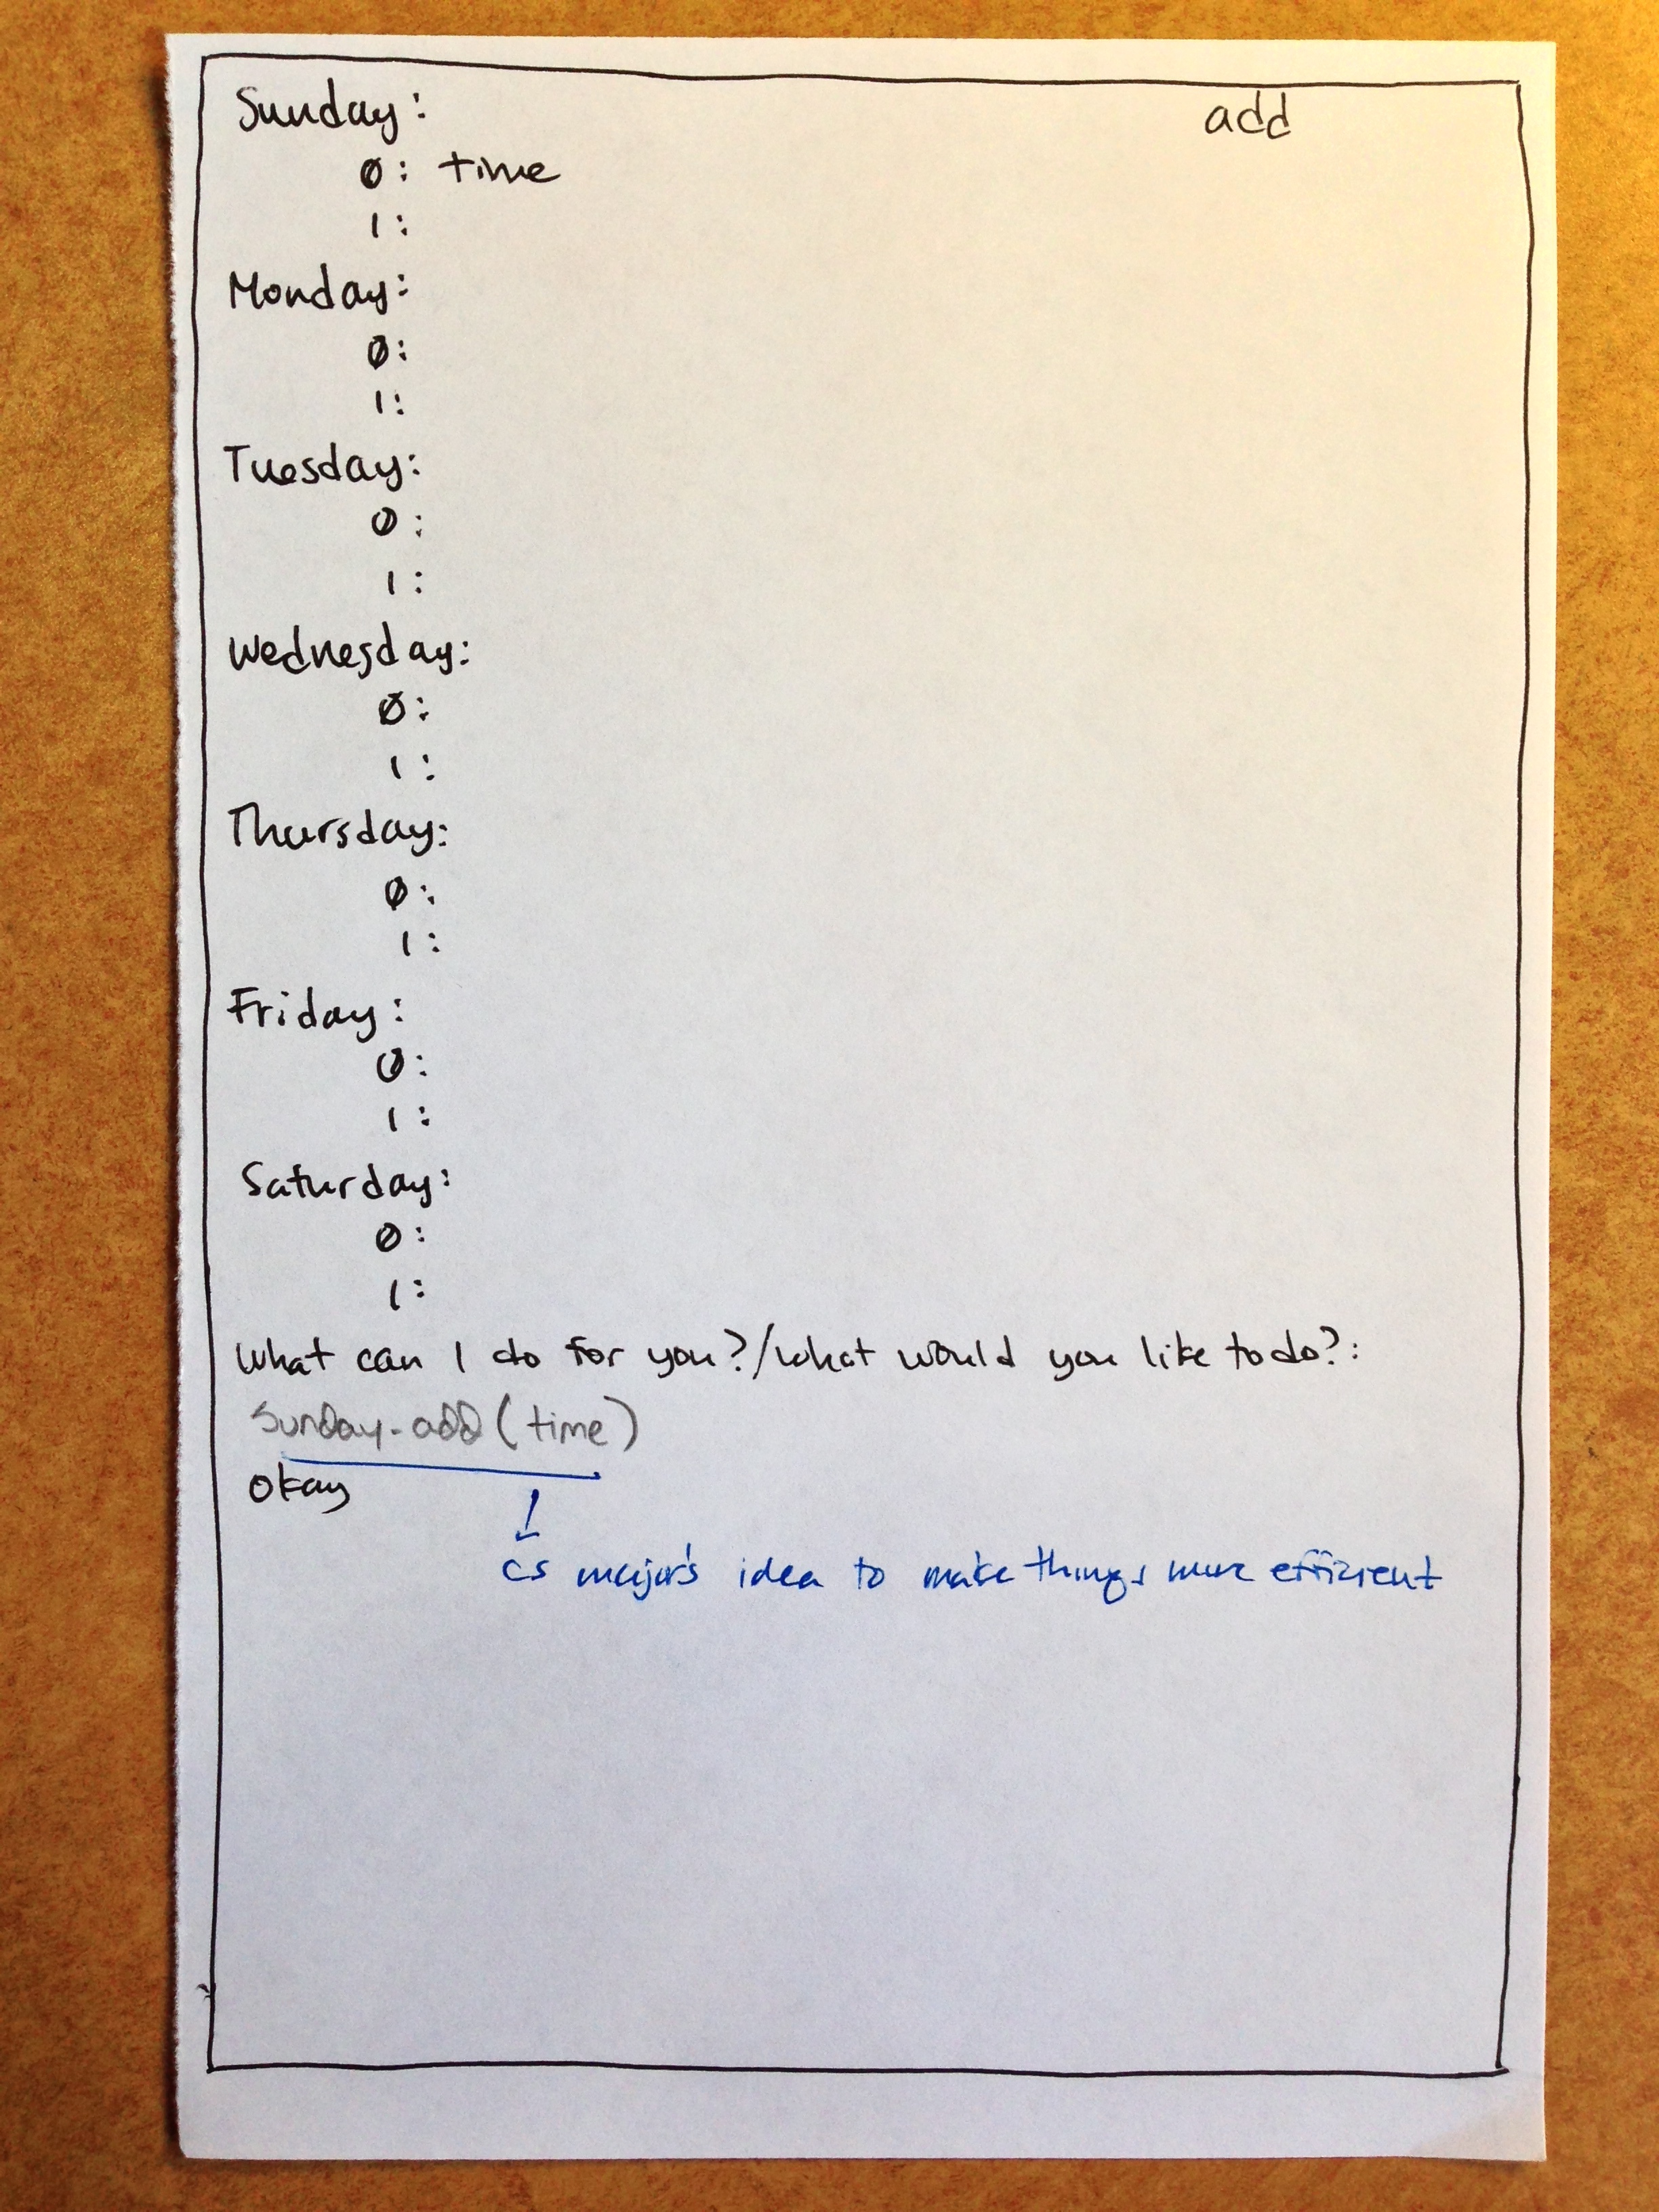 Sunday: add
0: time
1:
Monday:
0:
1:
Tuesday:
0:
1:
Wednesday:
0:
1:
Thursday:
0:
1:
Friday:
0:
1:
Saturday:
0:
1:
What can I do for you?/what would you like to do?:
Sunday.add(time)
okay
CS major's idea to make things more efficient